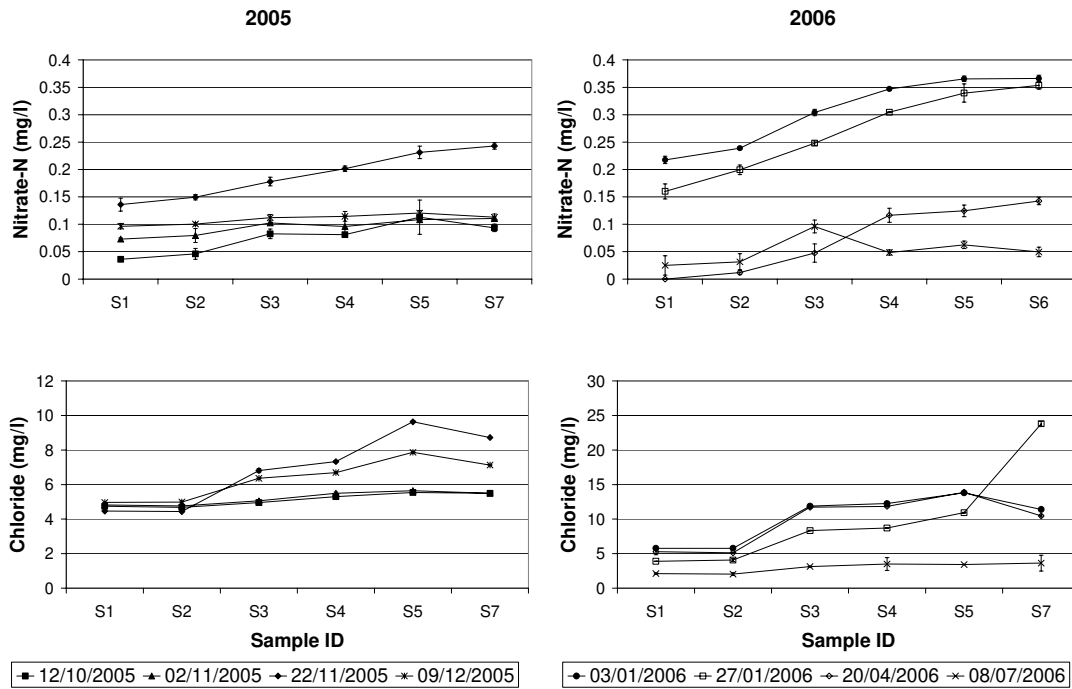 2005
2006
Nitrate-N (mg/l)
0.4
0.35
0.3
0.25
0.2
0.15
0.1
0.05
0
S1 S2 S3 S4 S5 S7
Nitrate-N (mg/l)
0.4
0.35
0.3
0.25
0.2
0.15
0.1
0.05
0
S1 S2 S3 S4 S5 S6
Chloride (mg/l)
12
10
8
6
4
2
0
S1 S2 S3 S4 S5 S7
Sample ID
Chloride (mg/l)
30
25
20
15
10
5
0
S1 S2 S3 S4 S5 S7
Sample ID
12/10/2005 02/11/2005 22/11/2005 09/12/2005
03/01/2006 27/01/2006 20/04/2006 08/07/2006